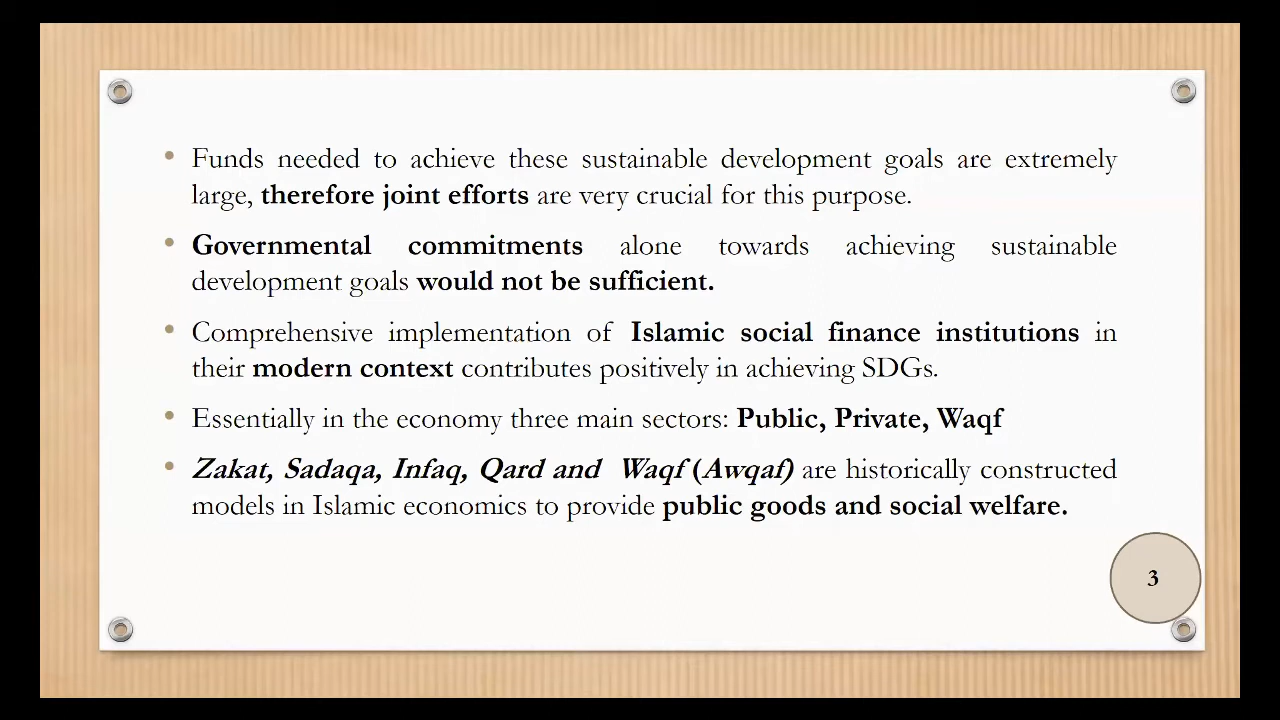 • Funds needed to achieve these sustainable development goals are extremely
large, therefore joint efforts are very crucial for this purpose.
• Governmental commitments alone towards achieving sustainable
development goals would not be sufficient.
• Comprehensive implementation of Islamic social finance institutions in
their modern context contributes positively in achieving SDGs.
• Essentially in the economy three main sectors: Public, Private, Waqf
• Zakat, Sadaqa, Infaq, Qard and Waqf (Awqaf) are historically constructed
models in Islamic economics to provide public goods and social welfare.
3